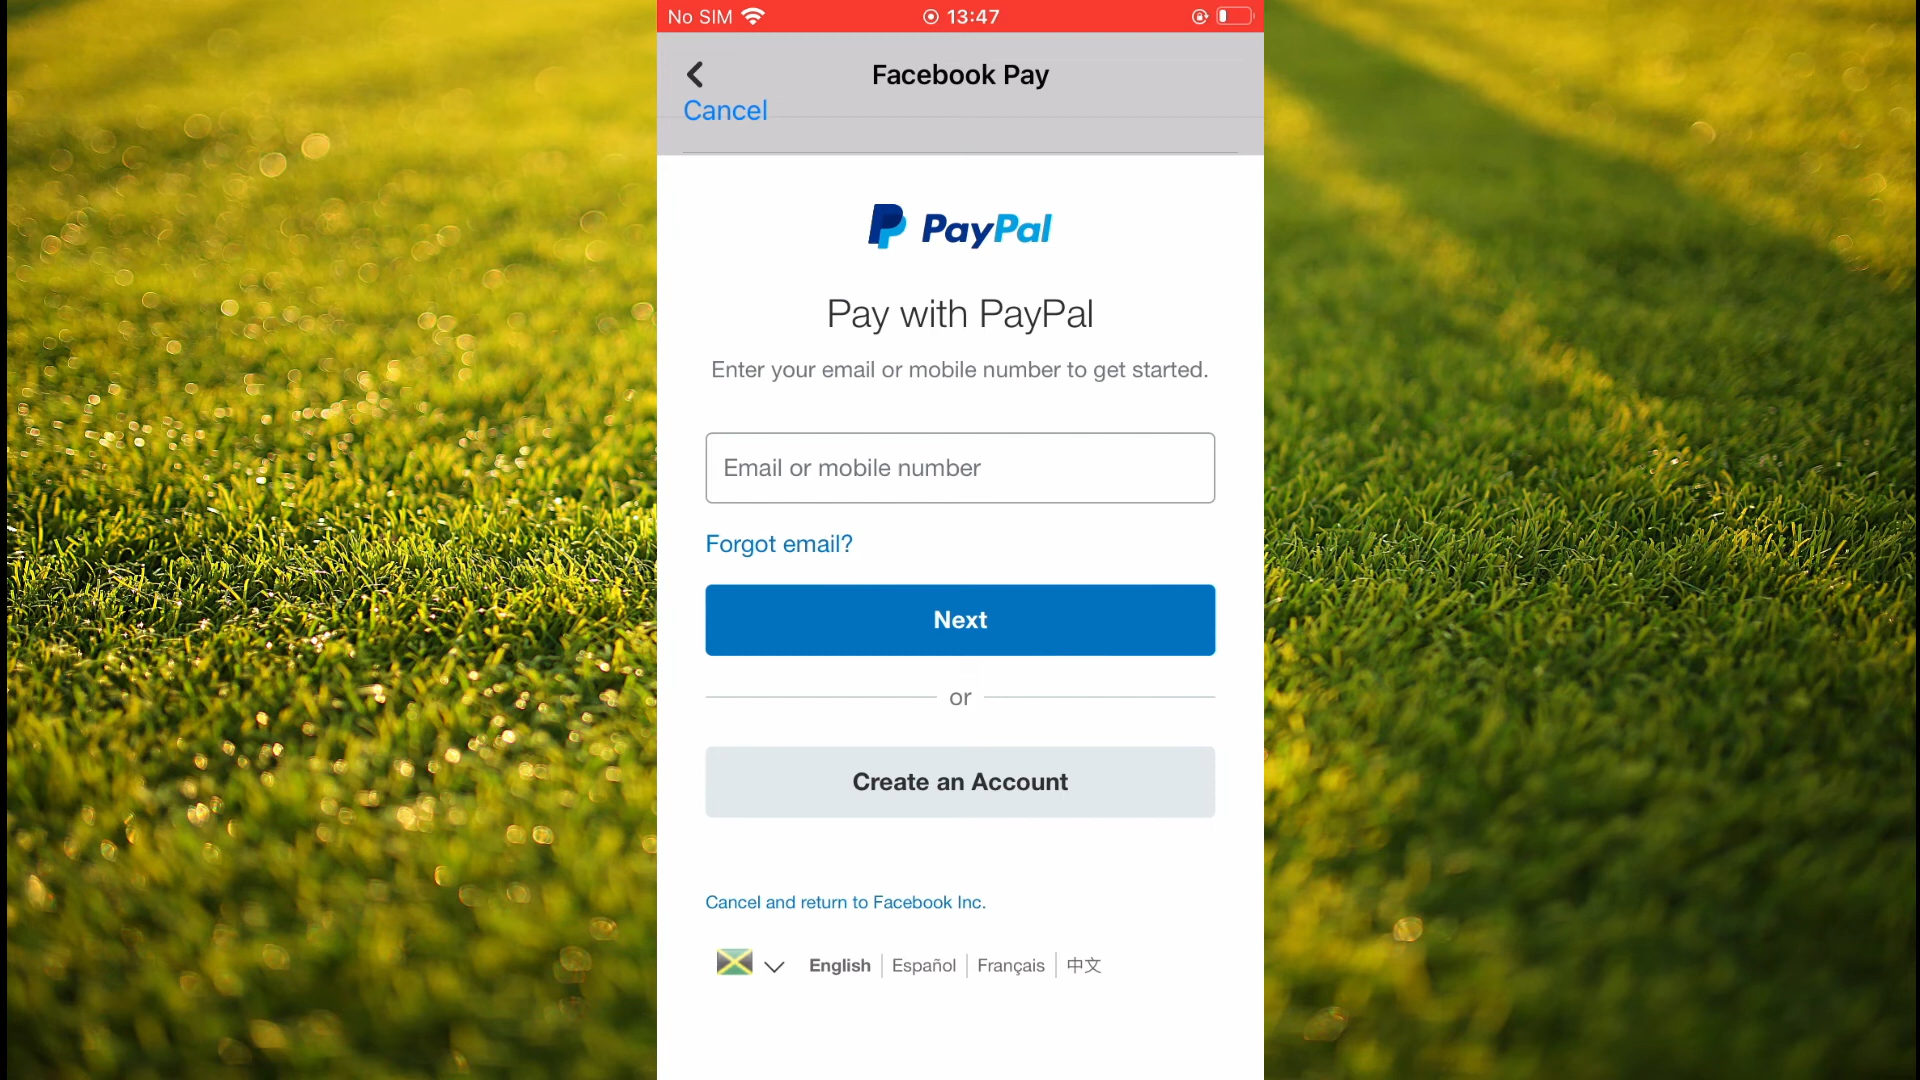 No SIM 13:47
Facebook Pay
Cancel
PayPal
Pay with PayPal
Enter your email or mobile number to get started.
Email or mobile number
Forgot email?
Next
or
Create an Account
Cancel and return to Facebook Inc.
English Español Français 中文